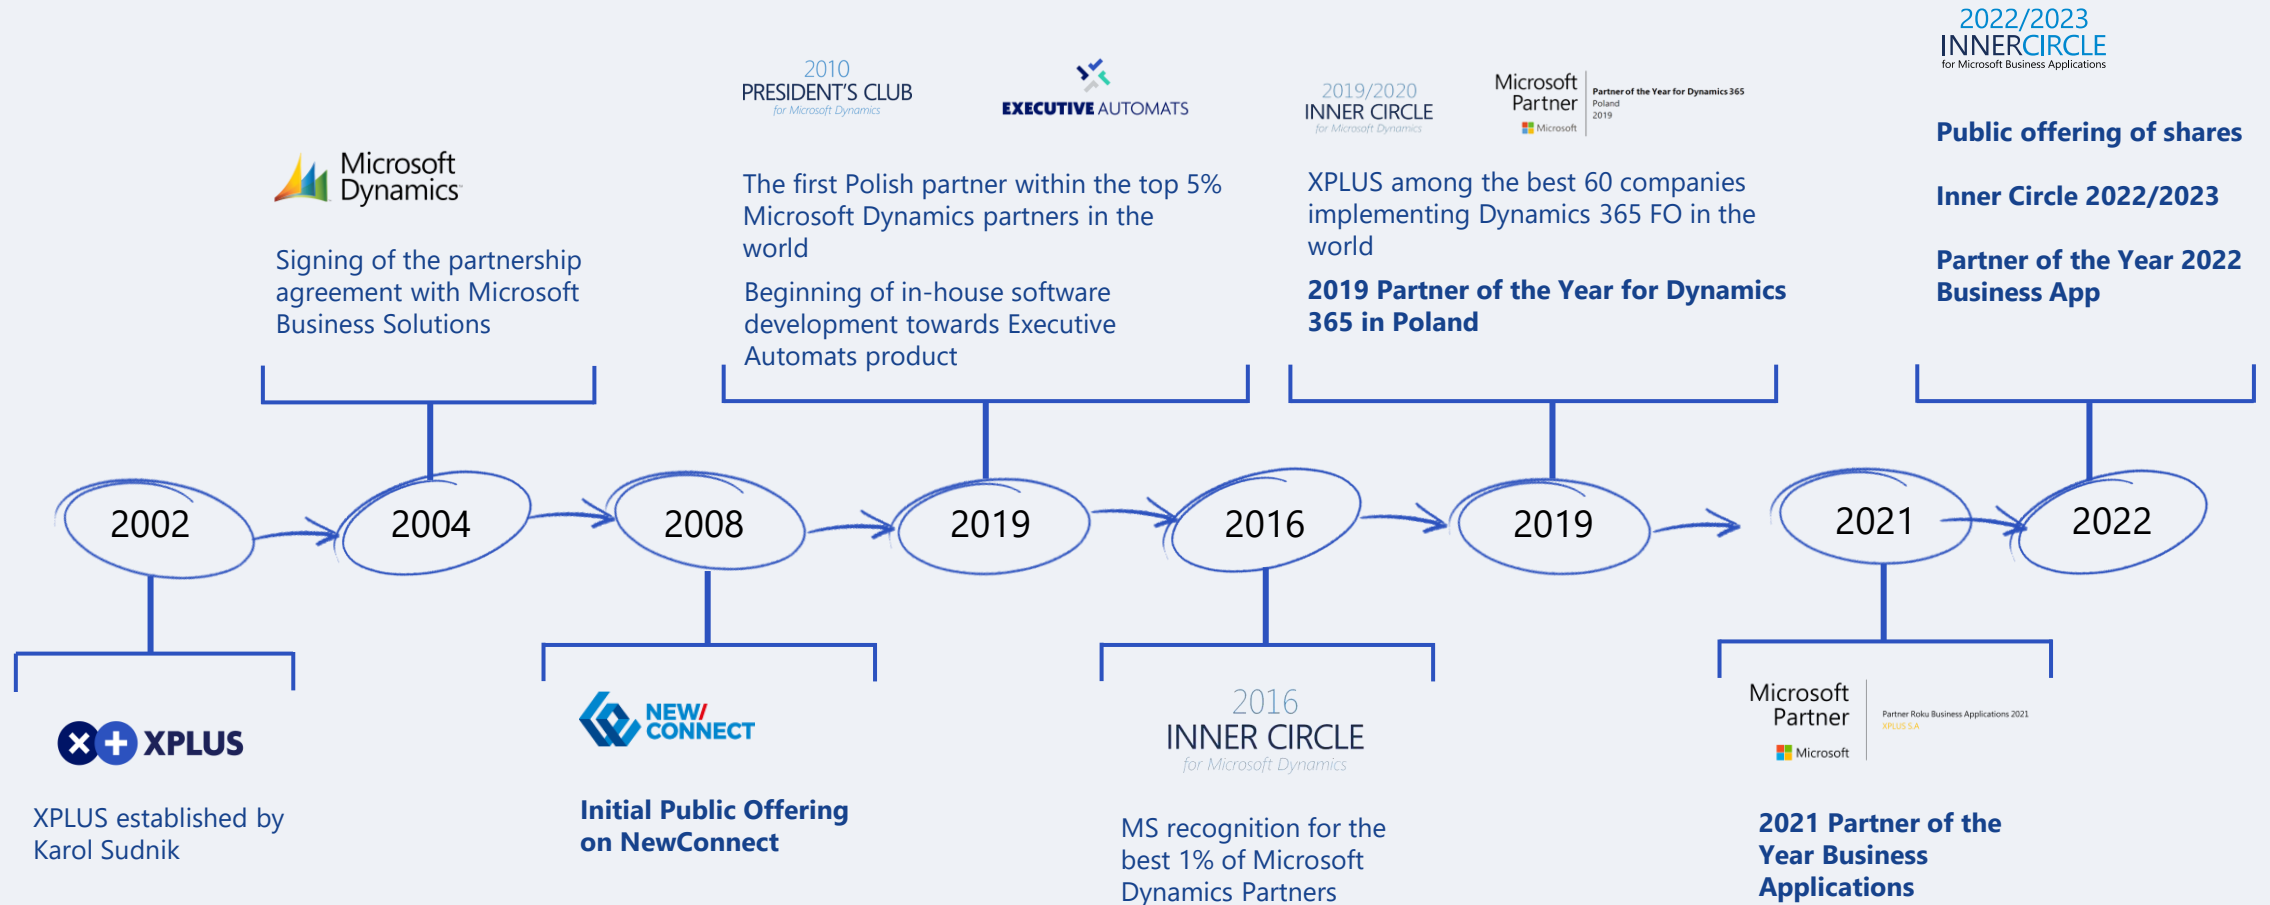 2022/2023
INNERCIRCLE
for Microsoft Business Applications
2010
PRESIDENT'S CLUB
for Microsoft Dynamics
EXECUTIVE AUTOMATS
2019/2020
INNER CIRCLE
for Microsoft Dynamics
Microsoft
Partner
Microsoft
Partner of the Year for Dynamics 365
Poland
2019
Microsoft
Dynamics
Signing of the partnership
agreement with Microsoft
Business Solutions
The first Polish partner within the top 5%
Microsoft Dynamics partners in the
world
Beginning of in-house software
development towards Executive
Automats product
XPLUS among the best 60 companies
implementing Dynamics 365 FO in the
world
2019 Partner of the Year for Dynamics
365 in Poland
Public offering of shares
Inner Circle 2022/2023
Partner of the Year 2022
Business App
2002
2004
2008
2019
2016
2019
2021
2022
XPLUS
XPLUS established by
Karol Sudnik
NEW/
CONNECT
Initial Public Offering
on NewConnect
2016
INNER CIRCLE
for Microsoft Dynamics
MS recognition for the
best 1% of Microsoft
Dynamics Partners
Microsoft
Partner
Microsoft
Partner Roku Business Applications 2021
XPLUS S.A
2021 Partner of the
Year Business
Applications